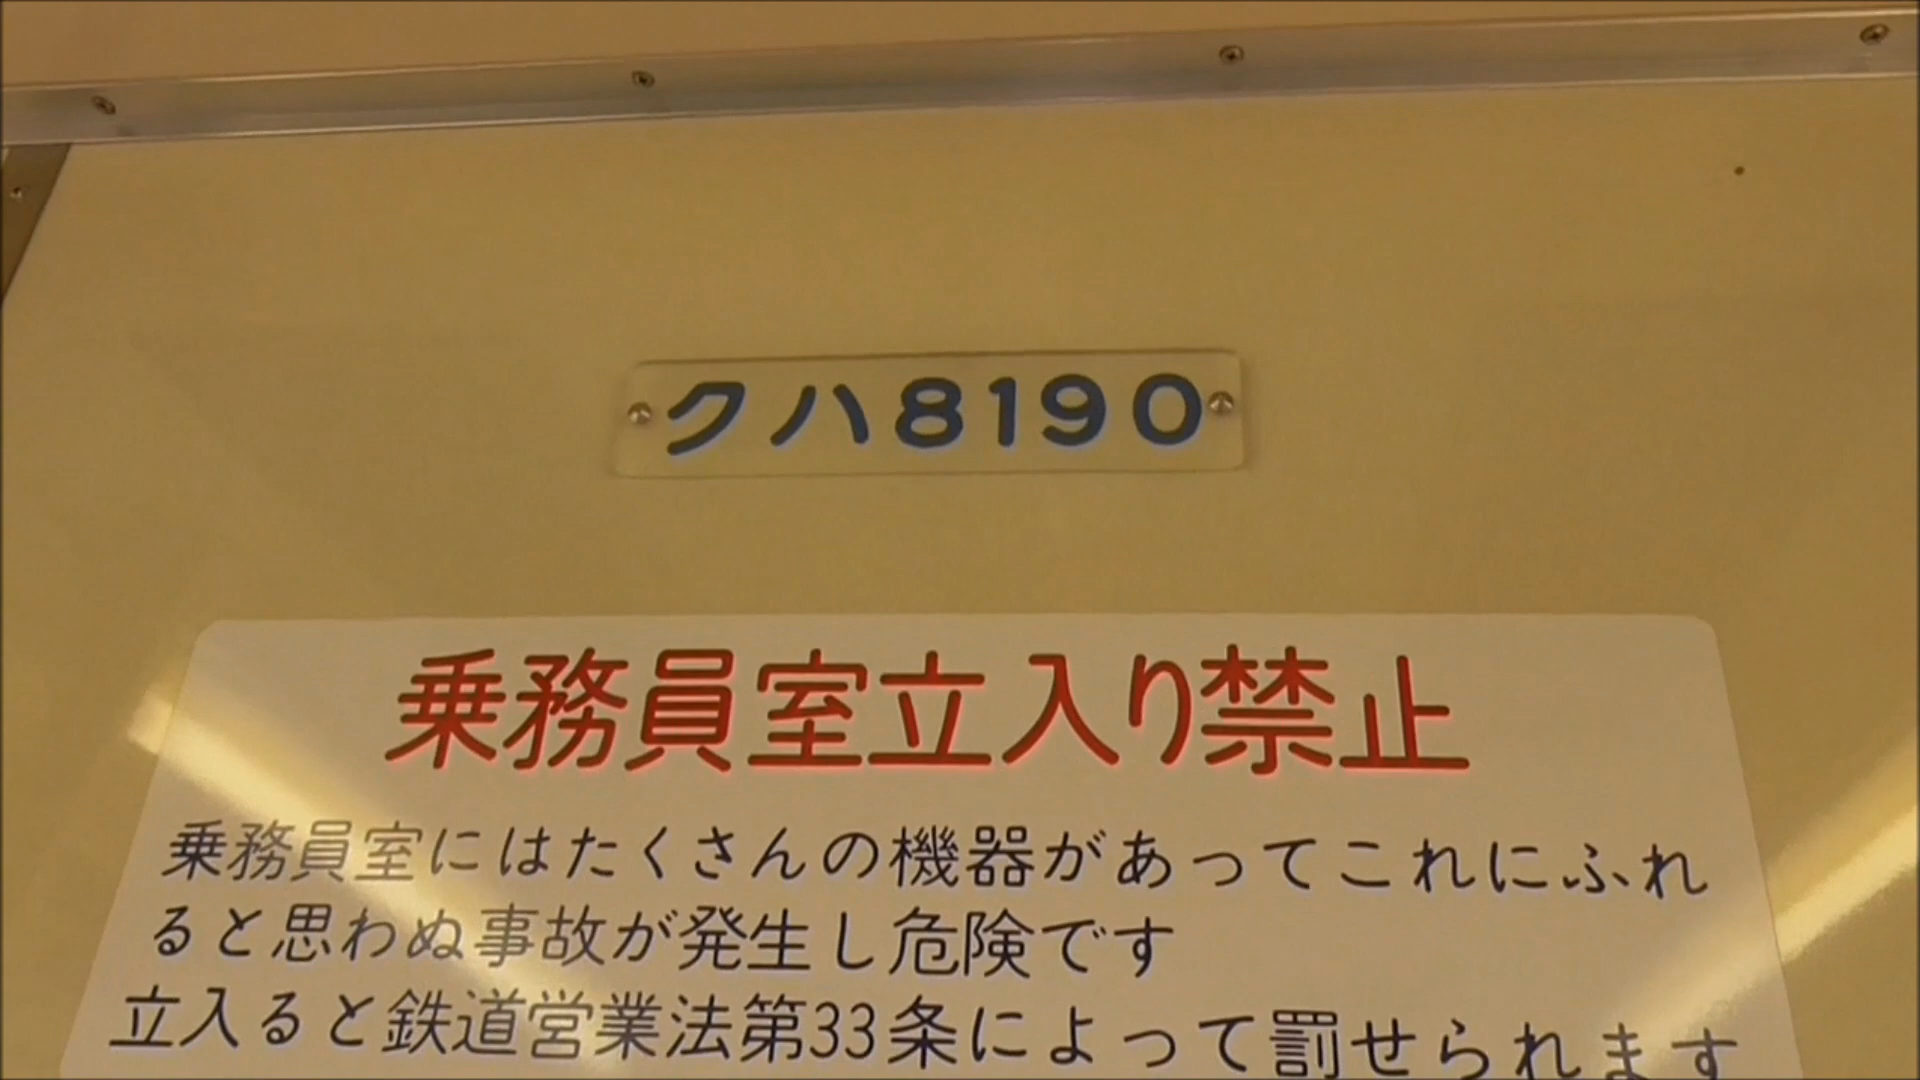 クハ8190
乗務員室立入り禁止
乗務員室にはたくさんの機器があってこれにふれ
ると思わぬ事故が発生し危険です
立入ると鉄道営業法第33条によって罰せられます